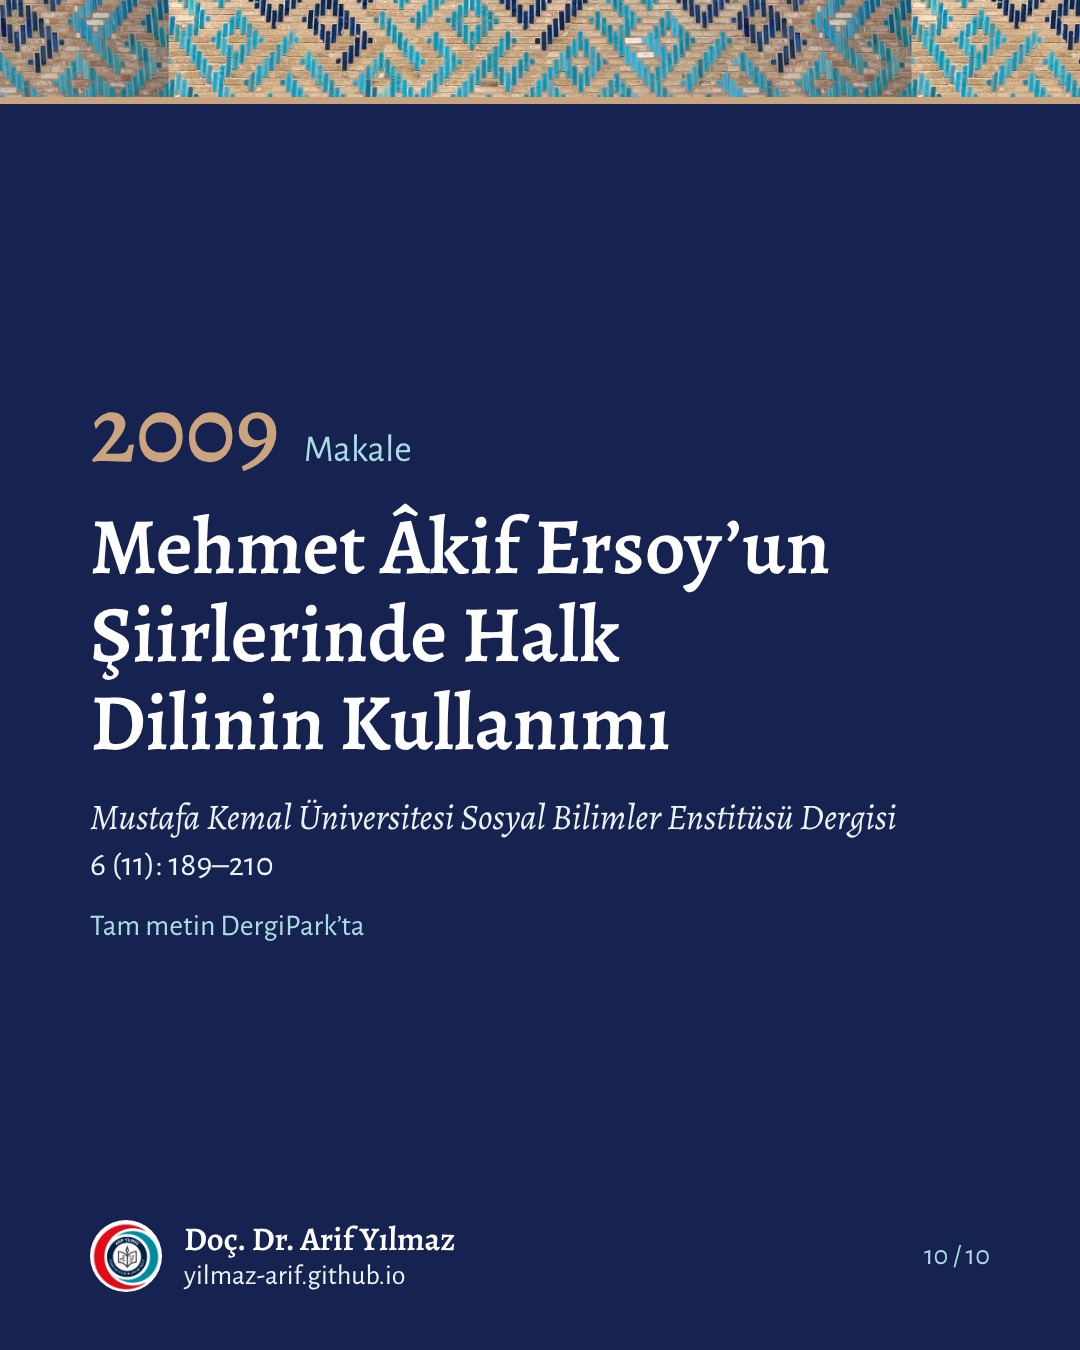 2009 Makale
Mehmet Âkif Ersoy’un
Şiirlerinde Halk
Dilinin Kullanımı
Mustafa Kemal Üniversitesi Sosyal Bilimler Enstitüsü Dergisi
6 (11): 189–210
Tam metin DergiPark’ta
Doç. Dr. Arif Yılmaz
yilmaz-arif.github.io
10 / 10